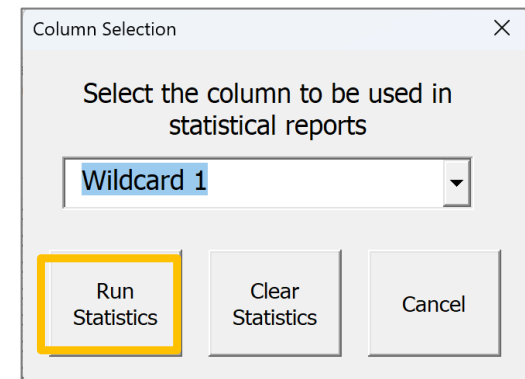 Column Selection
Select the column to be used in
statistical reports
Wildcard 1
Run
Statistics
Clear
Statistics
Cancel